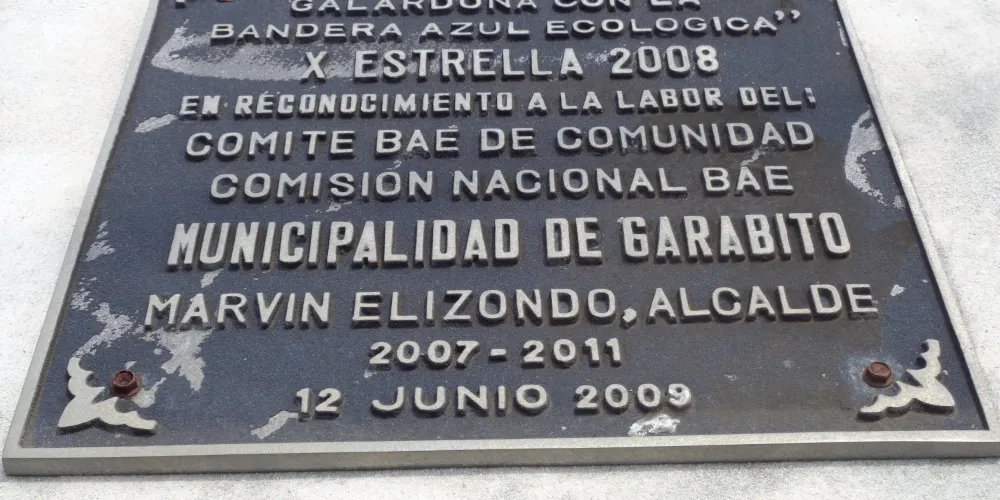 GALARDONA CON LA
BANDERA AZUL ECOLOGICA"
X ESTRELLA 2008
EN RECONOCIMIENTO A LA LABOR DEL:
COMITE BAE DE COMUNIDAD
COMISIÓN NACIONAL BAE
MUNICIPALIDAD DE GARABITO
MARVIN ELIZONDO, ALCALDE
2007 - 2011
12 JUNIO 2009